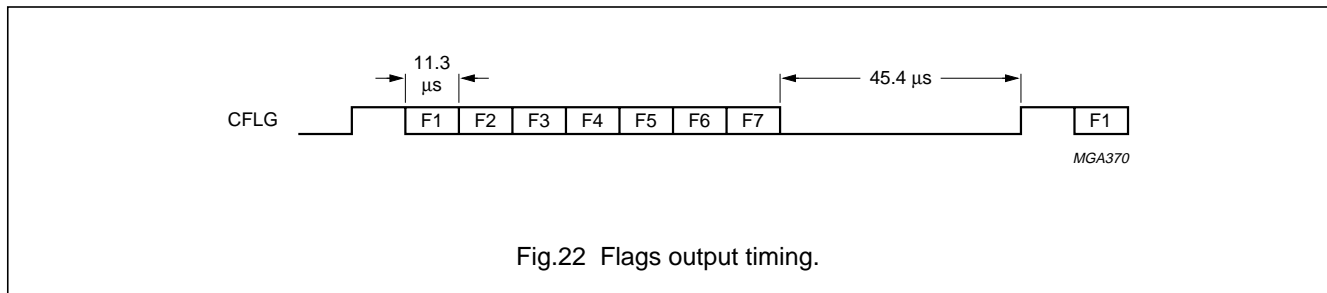 11.3
µs
45.4 µs
CFLG F1 F2 F3 F4 F5 F6 F7 F1
MGA370
Fig.22 Flags output timing.